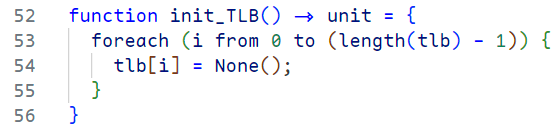 52 function init_TLB() → unit = {
53 foreach (i from 0 to (length(tlb) - 1)) {
54 tlb[i] = None();
55 }
56 }